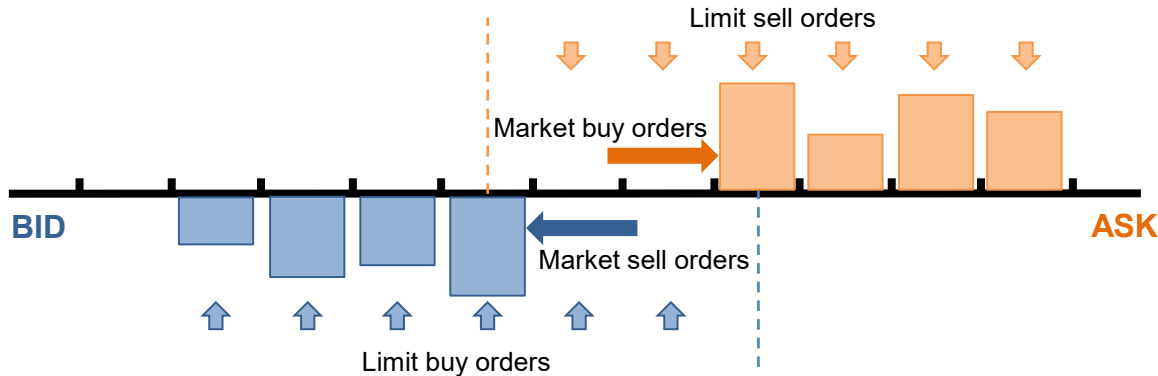 Limit sell orders
Market buy orders
BID
ASK
Market sell orders
Limit buy orders